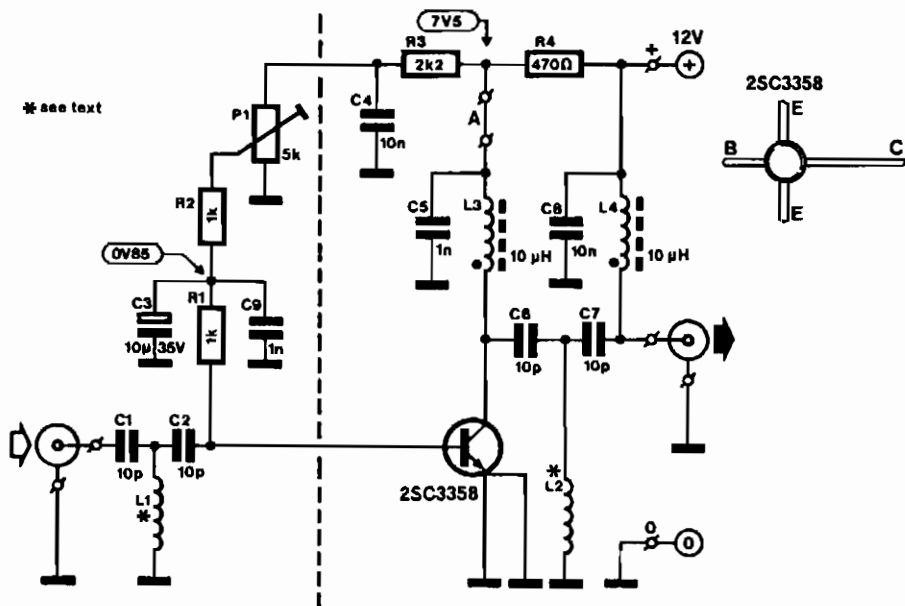 7V5
R3
2k2
R4
470Ω
+
12V
+
* see text
P1
5k
C4
10n
A
2SC3358
E
B
C
E
R2
1k
C5
1n
L3
10 µH
C8
10n
L4
10 µH
0V85
C3
10µ 35V
R1
1k
C9
1n
C6
10p
C7
10p
C1
10p
C2
10p
L1
*
2SC3358
*
L2
0
0